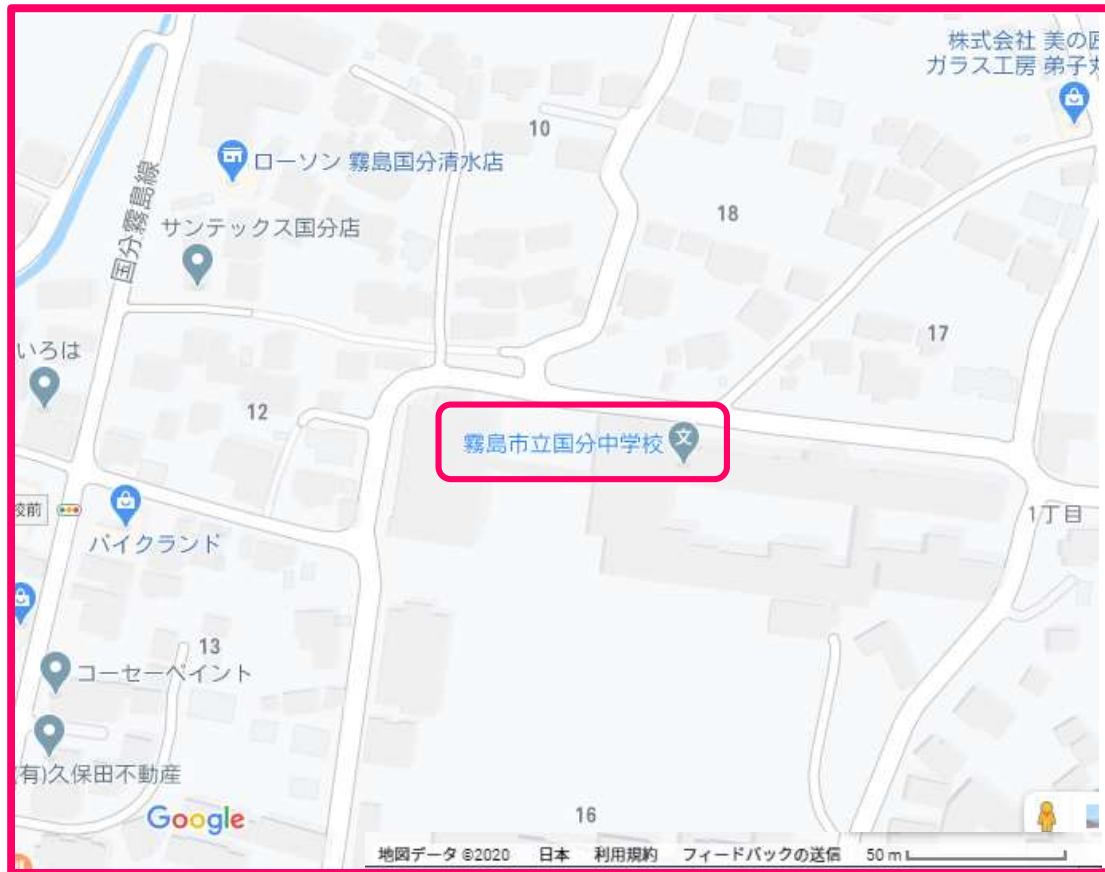 株式会社 美の匠
ガラス工房 弟子丸
10
ローソン 霧島国分清水店
国分霧島線
18
サンテックス国分店
17
いろは
12
霧島市立国分中学校
文
校前
1丁目
バイクランド
13
コーセーペイント
(有)久保田不動産
16
Google
地図データ ©2020 日本 利用規約 フィードバックの送信 50 m